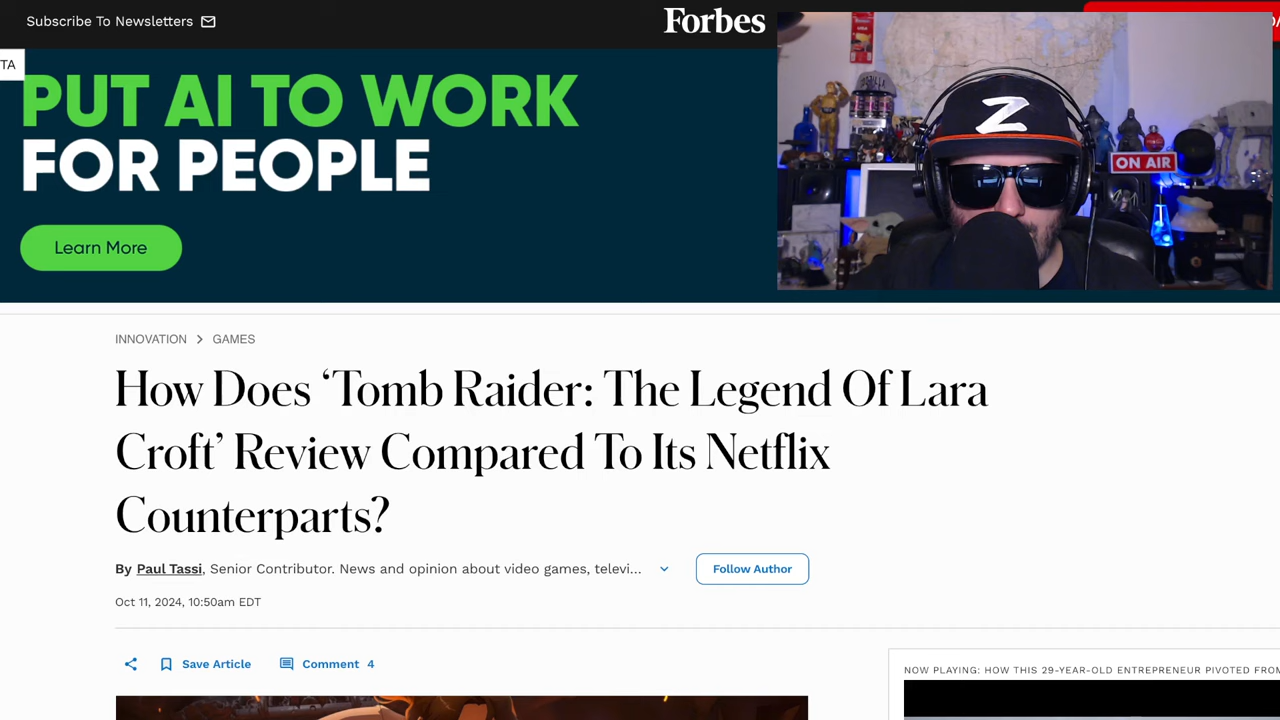 Subscribe To Newsletters
Forbes
TA
PUT AI TO WORK
FOR PEOPLE
Learn More
Z
ON AIR
INNOVATION > GAMES
How Does ‘Tomb Raider: The Legend Of Lara
Croft’ Review Compared To Its Netflix
Counterparts?
By Paul Tassi, Senior Contributor. News and opinion about video games, televi...
Follow Author
Oct 11, 2024, 10:50am EDT
Save Article
Comment 4
NOW PLAYING: HOW THIS 29-YEAR-OLD ENTREPRENEUR PIVOTED FROM